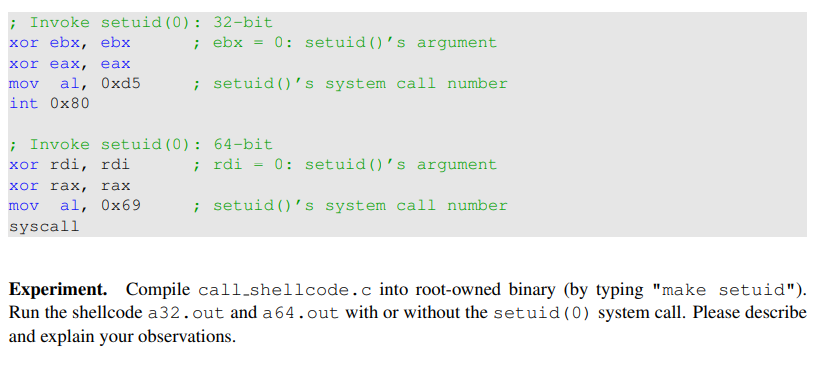 ; Invoke setuid(0): 32-bit
xor ebx, ebx ; ebx = 0: setuid()'s argument
xor eax, eax
mov al, 0xd5 ; setuid()'s system call number
int 0x80
; Invoke setuid(0): 64-bit
xor rdi, rdi ; rdi = 0: setuid()'s argument
xor rax, rax
mov al, 0x69 ; setuid()'s system call number
syscall
Experiment. Compile call_shellcode.c into root-owned binary (by typing "make setuid").
Run the shellcode a32.out and a64.out with or without the setuid(0) system call. Please describe
and explain your observations.